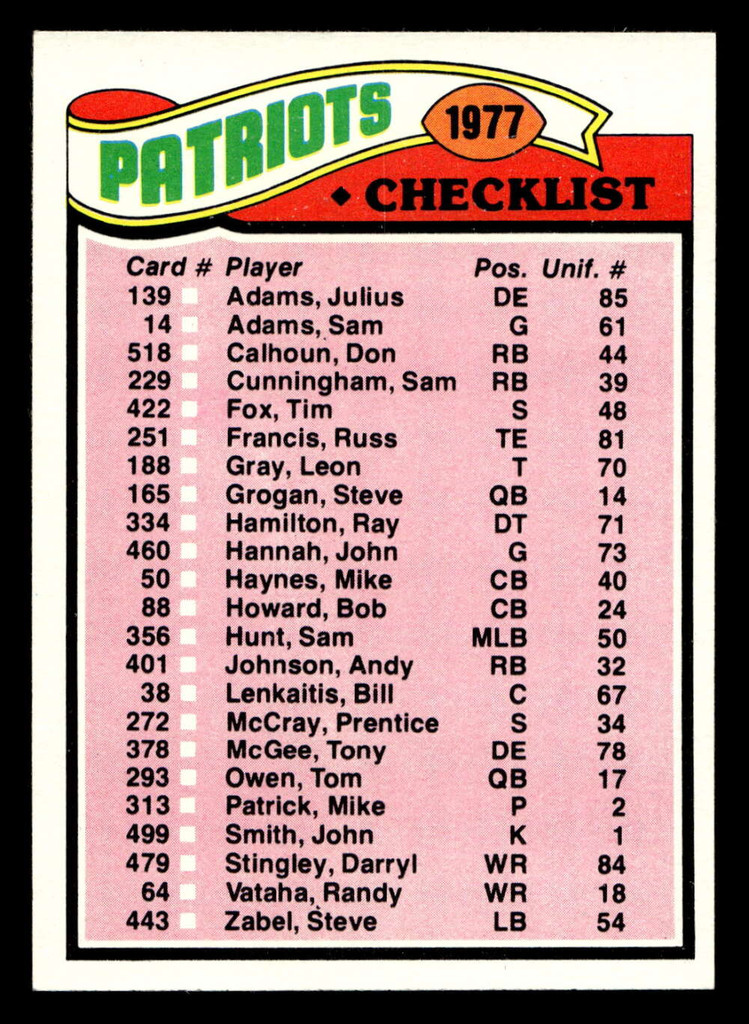 PATRIOTS 1977
♦ CHECKLIST
Card # Player Pos. Unif. #
139 Adams, Julius DE 85
14 Adams, Sam G 61
518 Calhoun, Don RB 44
229 Cunningham, Sam RB 39
422 Fox, Tim S 48
251 Francis, Russ TE 81
188 Gray, Leon T 70
165 Grogan, Steve QB 14
334 Hamilton, Ray DT 71
460 Hannah, John G 73
50 Haynes, Mike CB 40
88 Howard, Bob CB 24
356 Hunt, Sam MLB 50
401 Johnson, Andy RB 32
38 Lenkaitis, Bill C 67
272 McCray, Prentice S 34
378 McGee, Tony DE 78
293 Owen, Tom QB 17
313 Patrick, Mike P 2
499 Smith, John K 1
479 Stingley, Darryl WR 84
64 Vataha, Randy WR 18
443 Zabel, Steve LB 54